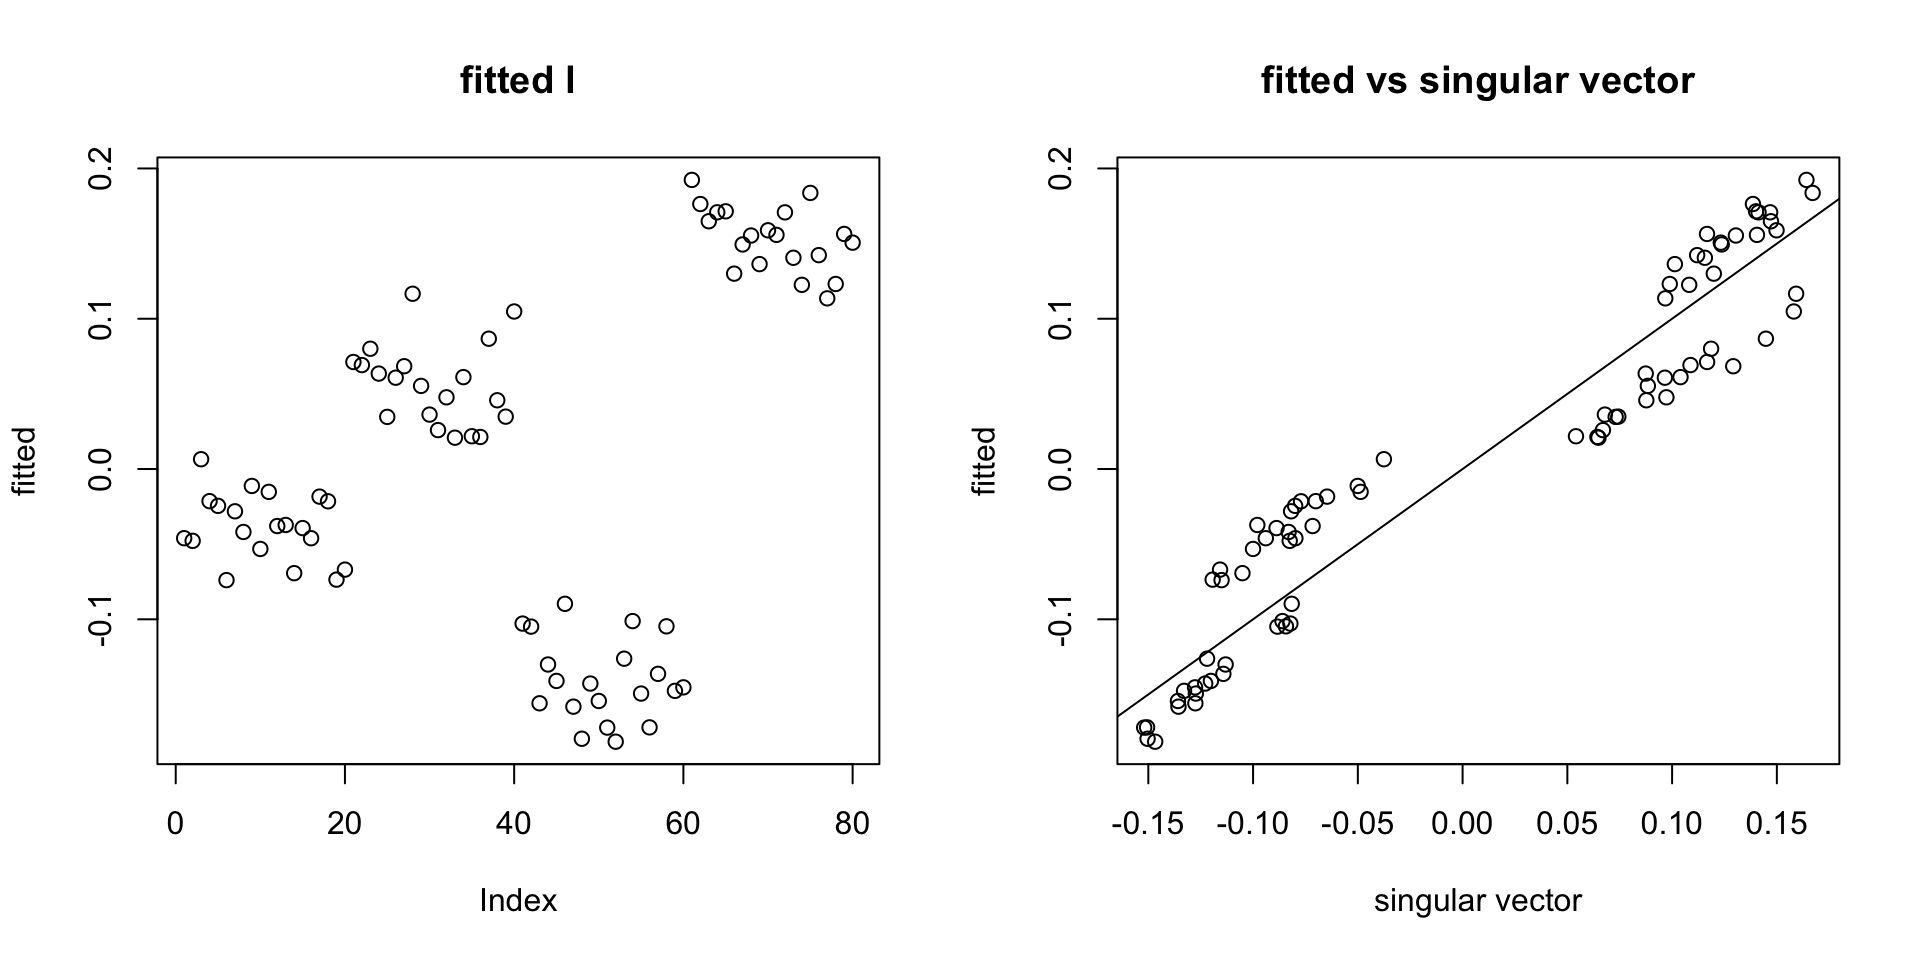 fitted l
fitted
0.2
0.1
0.0
-0.1
0 20 40 60 80
Index
fitted vs singular vector
fitted
0.2
0.1
0.0
-0.1
-0.15 -0.10 -0.05 0.00 0.05 0.10 0.15
singular vector